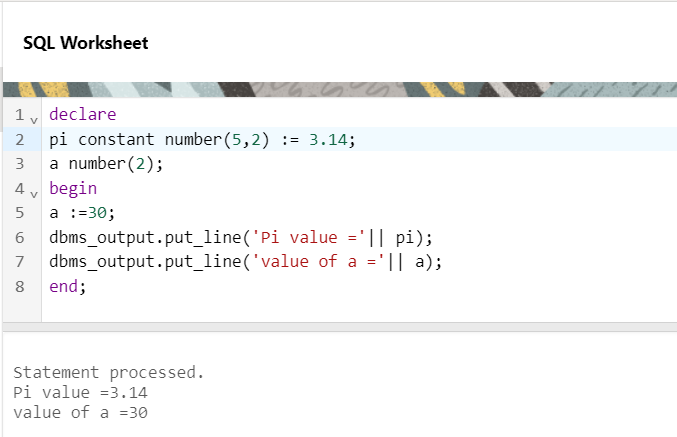 SQL Worksheet
1 declare
2 pi constant number(5,2) := 3.14;
3 a number(2);
4 begin
5 a :=30;
6 dbms_output.put_line('Pi value ='|| pi);
7 dbms_output.put_line('value of a ='|| a);
8 end;
Statement processed.
Pi value =3.14
value of a =30